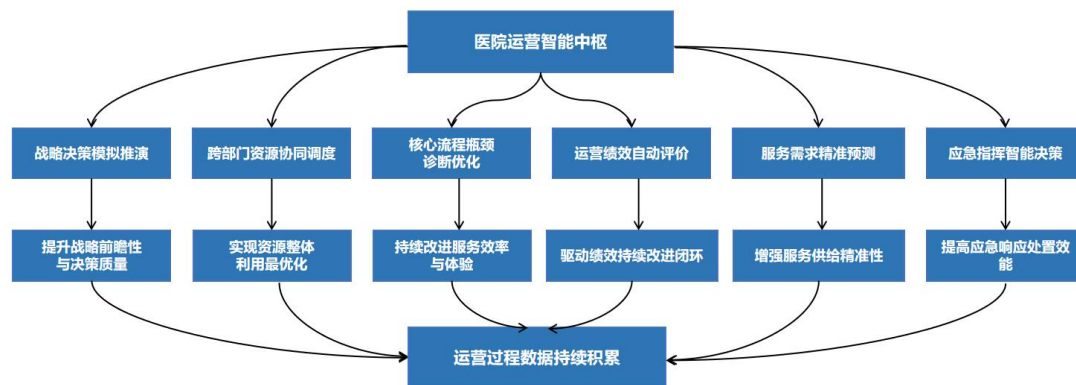 医院运营智能中枢
战略决策模拟推演
跨部门资源协同调度
核心流程瓶颈
诊断优化
运营绩效自动评价
服务需求精准预测
应急指挥智能决策
提升战略前瞻性
与决策质量
实现资源整体
利用最优化
持续改进服务效率
与体验
驱动绩效持续改进闭环
增强服务供给精准性
提高应急响应处置效
能
运营过程数据持续积累